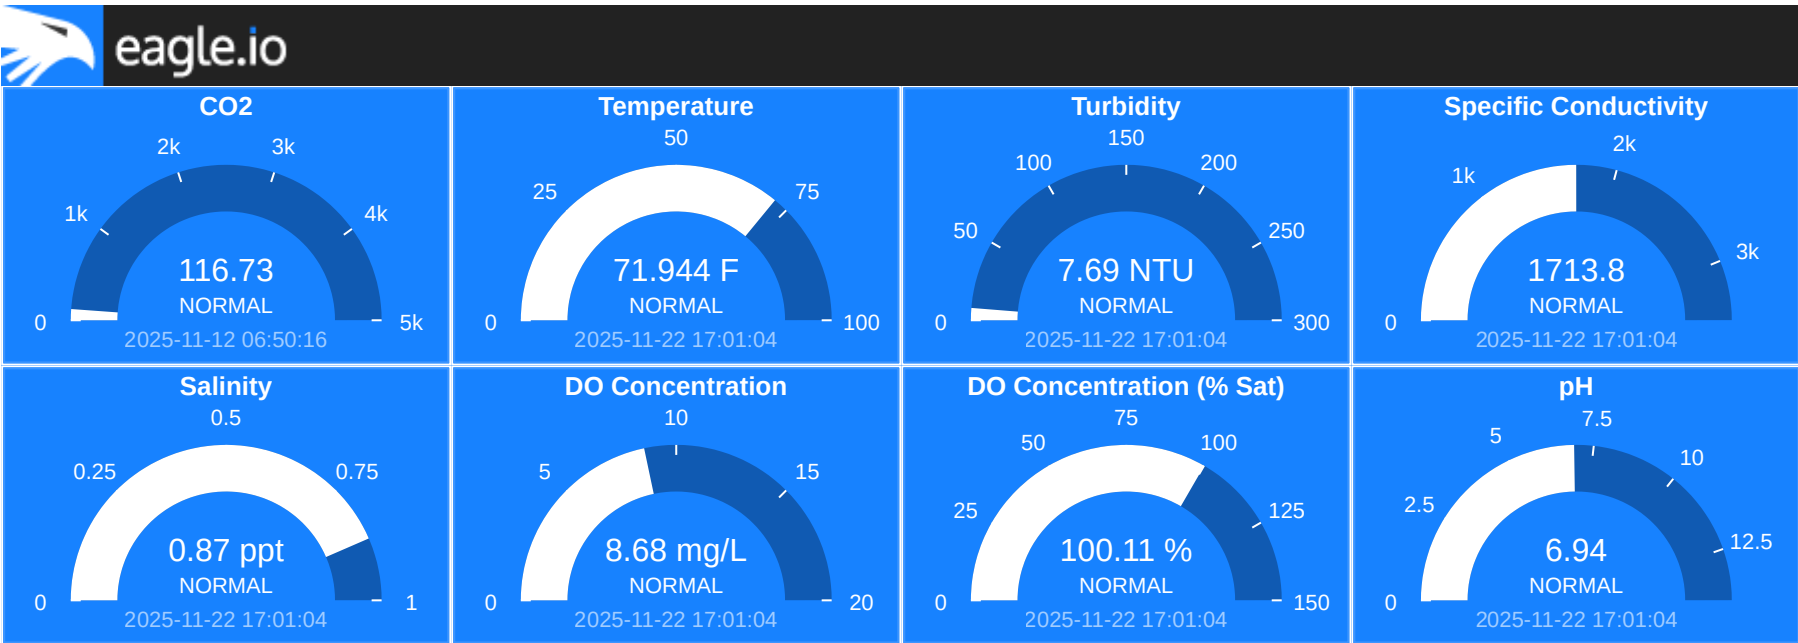 eagle.io
CO2
2k 3k
1k 4k
116.73
NORMAL
0 5k
2025-11-12 06:50:16
Temperature
50
25 75
71.944 F
NORMAL
0 100
2025-11-22 17:01:04
Turbidity
150
100 200
50 250
7.69 NTU
NORMAL
0 300
2025-11-22 17:01:04
Specific Conductivity
2k
1k
3k
1713.8
NORMAL
0
2025-11-22 17:01:04
Salinity
0.5
0.25 0.75
0.87 ppt
NORMAL
0 1
2025-11-22 17:01:04
DO Concentration
10
5 15
8.68 mg/L
NORMAL
0 20
2025-11-22 17:01:04
DO Concentration (% Sat)
75
50 100
25 125
100.11 %
NORMAL
0 150
2025-11-22 17:01:04
pH
7.5
5
10
2.5
12.5
6.94
NORMAL
0
2025-11-22 17:01:04